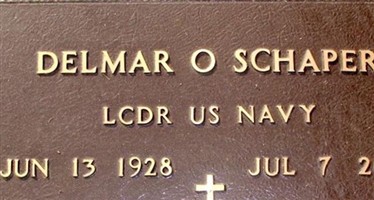 DELMAR O SCHAPER
LCDR US NAVY
JUN 13 1928 JUL 7 2